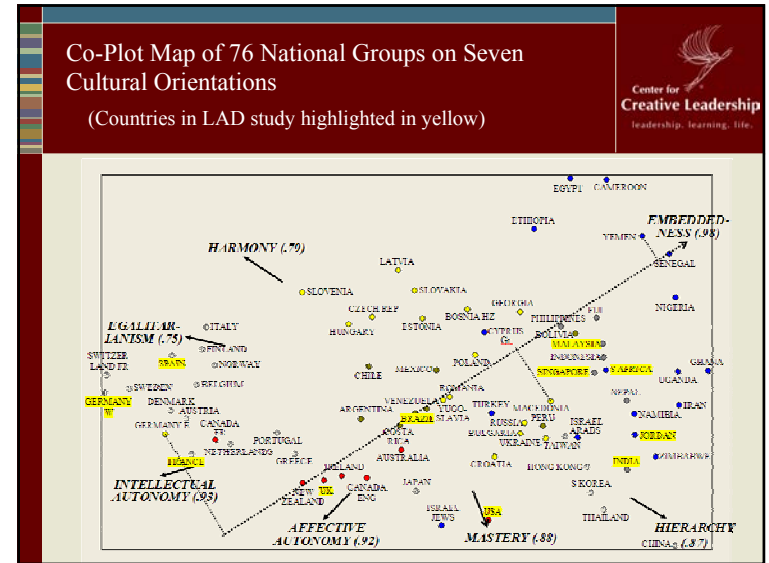 Co-Plot Map of 76 National Groups on Seven
Cultural Orientations
(Countries in LAD study highlighted in yellow)
Center for
Creative Leadership
leadership. learning. life.
EGYPT
CAMEROON
ETHIOPIA
EMBEDDED-
NESS (.98)
YEMEN
SENEGAL
HARMONY (.70)
LATVIA
SLOVENIA
SLOVAKIA
NIGERIA
CZECH REP
BOSNIA HZ
GEORGIA
FIJI
HUNGARY
ESTONIA
PHILIPPINES
EGALITAR-
IANISM (.75)
ITALY
CYPRUS
G.
BOLIVIA
MALAYSIA
FINLAND
SWITZER
LAND FR
SPAIN
NORWAY
POLAND
INDONESIA
CHILE
MEXICO
SINGAPORE
S AFRICA
GHANA
UGANDA
SWEDEN
BELGIUM
ROMANIA
NEPAL
GERMANY
W
DENMARK
VENEZUELA
YUGO-
SLAVIA
TURKEY
MACEDONIA
IRAN
AUSTRIA
ARGENTINA
BRAZIL
NAMIBIA
GERMANY E
CANADA
FR
COSTA
RICA
RUSSIA
PERU
ISRAEL
ARABS
BULGARIA
JORDAN
PORTUGAL
UKRAINE
TAIWAN
NETHERLANDS
AUSTRALIA
FRANCE
GREECE
CROATIA
HONG KONG
INDIA
ZIMBABWE
IRELAND
INTELLECTUAL
AUTONOMY (.93)
NEW
ZEALAND
UK
CANADA
ENG
JAPAN
S KOREA
AFFECTIVE
AUTONOMY (.92)
ISRAEL
JEWS
USA
THAILAND
MASTERY (.88)
HIERARCHY
(.87)
CHINA